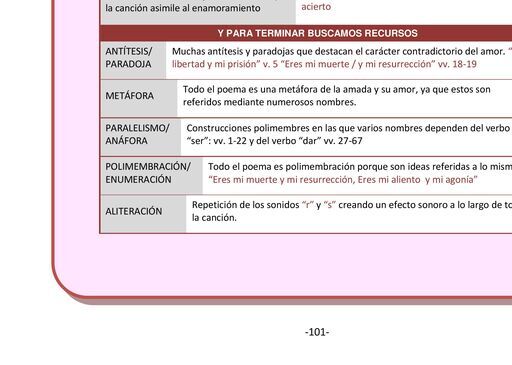 la canción asimile al enamoramiento
acierto
Y PARA TERMINAR BUSCAMOS RECURSOS
ANTÍTESIS/
PARADOJA
Muchas antítesis y paradojas que destacan el carácter contradictorio del amor. "
libertad y mi prisión" v. 5 "Eres mi muerte / y mi resurrección" vv. 18-19
METÁFORA
Todo el poema es una metáfora de la amada y su amor, ya que estos son
referidos mediante numerosos nombres.
PARALELISMO/
ANÁFORA
Construcciones polimembres en las que varios nombres dependen del verbo
"ser": vv. 1-22 y del verbo "dar" vv. 27-67
POLIMEMBRACIÓN/
ENUMERACIÓN
Todo el poema es polimembración porque son ideas referidas a lo mism
"Eres mi muerte y mi resurrección, Eres mi aliento y mi agonía"
ALITERACIÓN
Repetición de los sonidos "r" y "s" creando un efecto sonoro a lo largo de to
la canción.
-101-